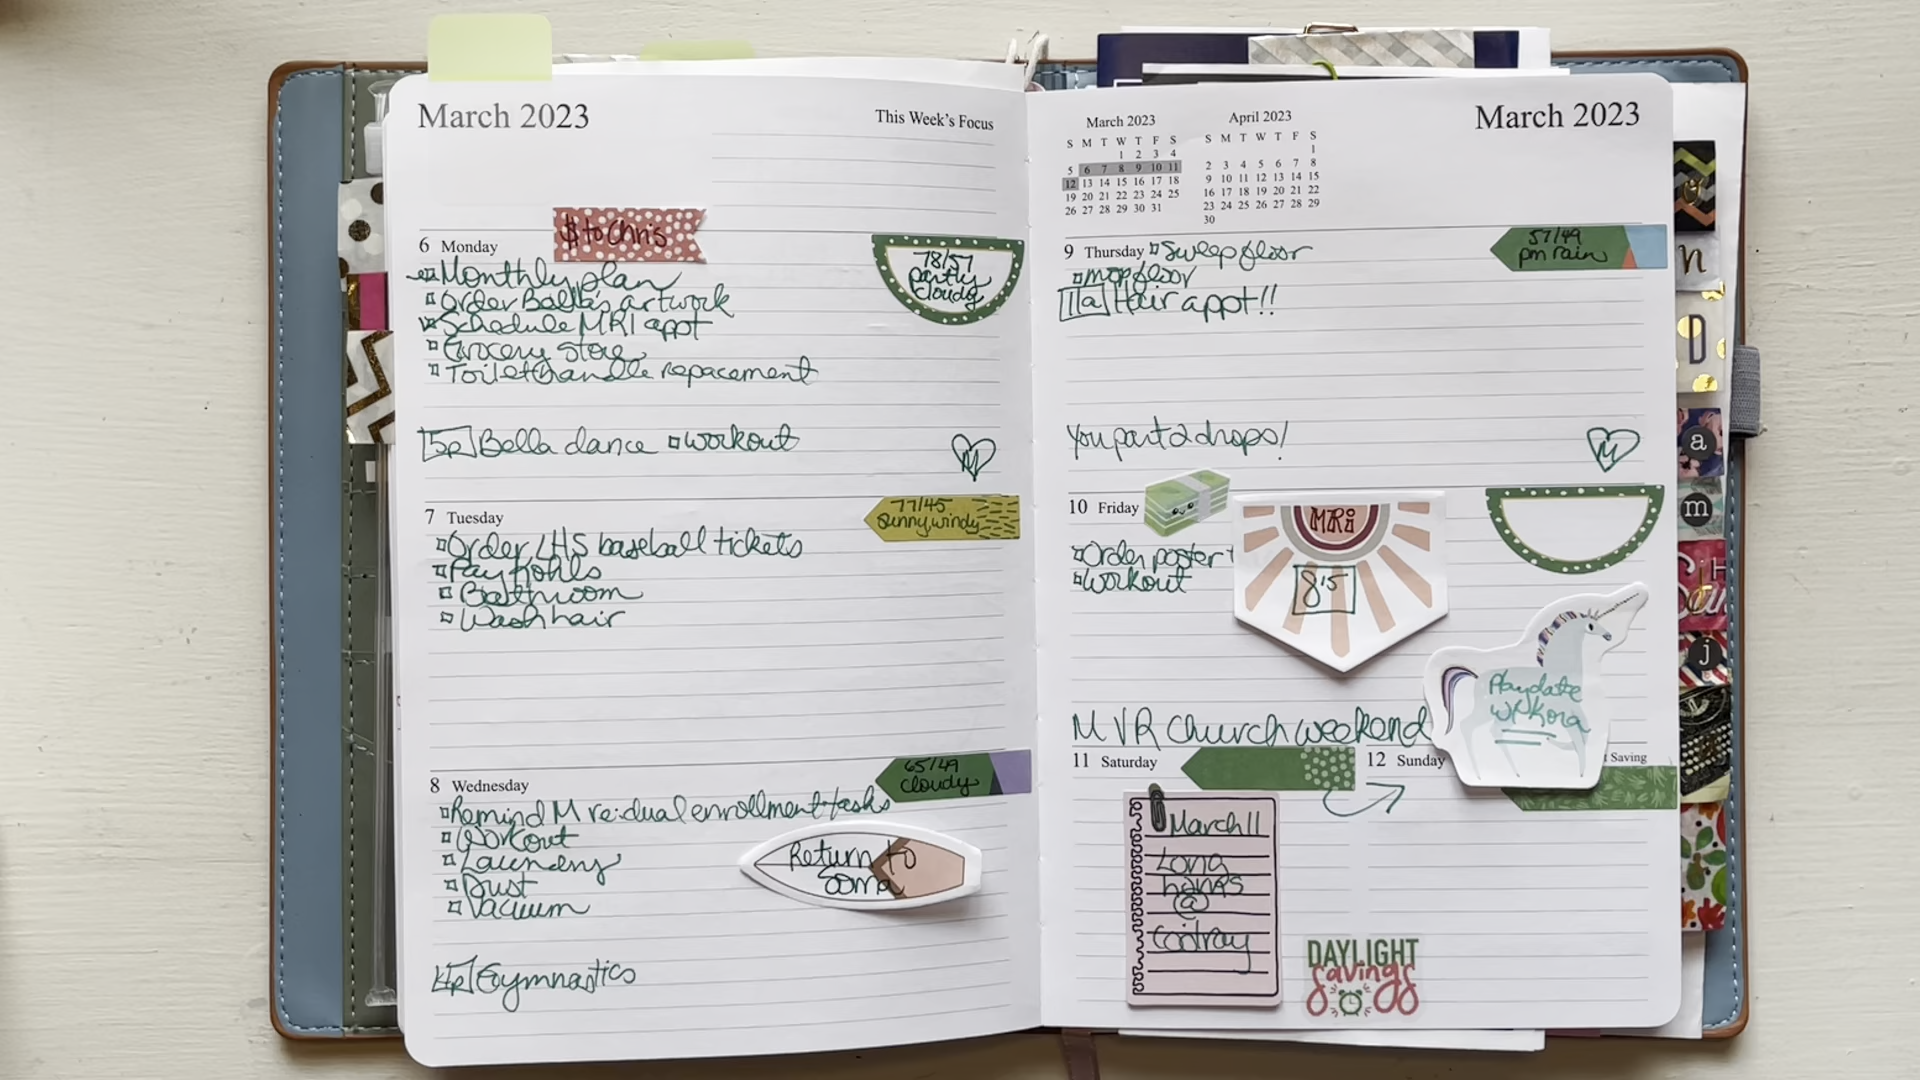 March 2023
This Week's Focus
6 Monday
$ to Chris
Monthly plan
Order Bella's artwork
Schedule MRI appt
Grocery store
Toilet handle repacement
78/57
partly
cloudy
5p Bella dance workout
M
7 Tuesday
77/45
sunny, windy
Order LHS baseball tickets
Pay Kohls
Bathroom
Wash hair
8 Wednesday
65/49
cloudy
Remind M re: dual enrollment tasks
Workout
Laundry
Dust
Vacuum
Return to
Soma
4p Gymnastics
March 2023
S M T W T F S
1 2 3 4
5 6 7 8 9 10 11
12 13 14 15 16 17 18
19 20 21 22 23 24 25
26 27 28 29 30 31
April 2023
S M T W T F S
1
2 3 4 5 6 7 8
9 10 11 12 13 14 15
16 17 18 19 20 21 22
23 24 25 26 27 28 29
30
March 2023
9 Thursday Sweep floor
mop floor
11a Hair appt!!
57/49
pm rain
You part 2 drops!
M
10 Friday
MRi
8:15
Order poster
workout
Playdate
w/Kora
MVR Church weekend
11 Saturday
12 Sunday
Saving
March 11
Long
@
DAYLIGHT
savings
n
D
a
m
j